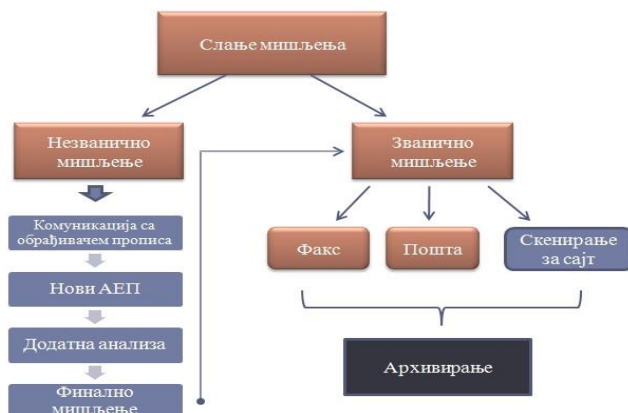 Слање мишљења
Незванично
мишљење
Званично
мишљење
Комуникација са
обрађивачем прописа
Нови АЕП
Додатна анализа
Финално
мишљење
Факс
Пошта
Скенирање
за сајт
Архивирање